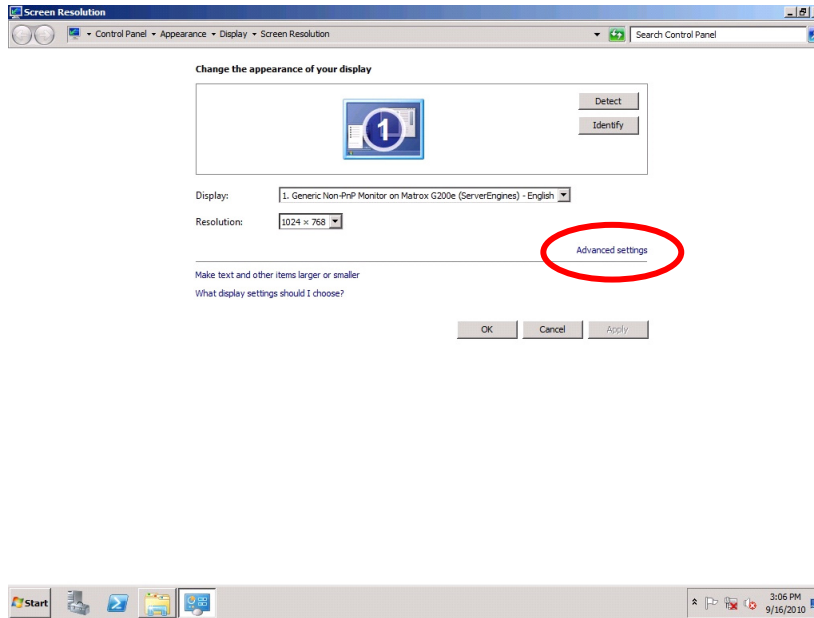 Screen Resolution
Control Panel Appearance Display Screen Resolution
Search Control Panel
Change the appearance of your display
1
Detect
Identify
Display: 1. Generic Non-PnP Monitor on Matrox G200e (ServerEngines) - English
Resolution: 1024 × 768
Advanced settings
Make text and other items larger or smaller
What display settings should I choose?
OK Cancel Apply
Start
3:06 PM
9/16/2010